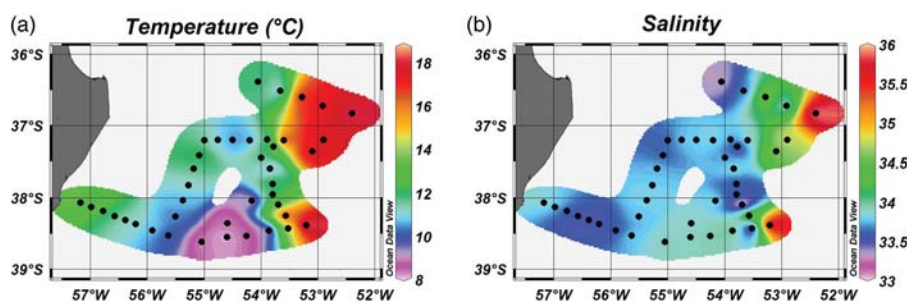 (a) Temperature (°C)
36°S
37°S
38°S
39°S
57°W 56°W 55°W 54°W 53°W 52°W
18
16
14
12
10
8
Ocean Data View
(b) Salinity
36°S
37°S
38°S
39°S
57°W 56°W 55°W 54°W 53°W 52°W
36
35.5
35
34.5
34
33.5
33
Ocean Data View